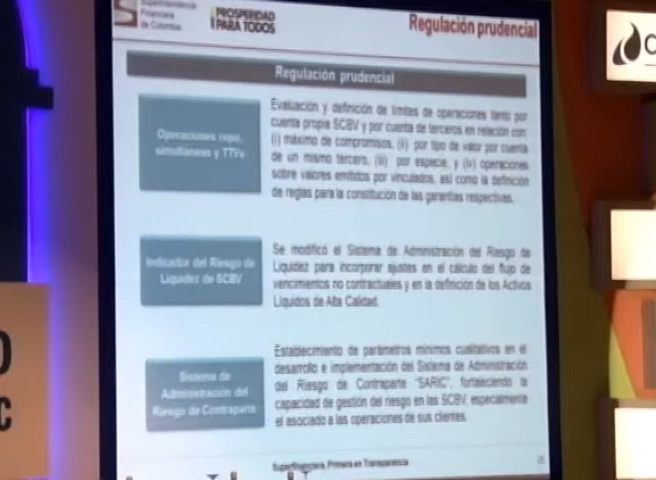 Superintendencia
Financiera
de Colombia
PROSPERIDAD
PARA TODOS
Regulación prudencial
Regulación prudencial
Operaciones repo,
simultáneas y TTVs
Evaluación y definición de límites de operaciones tanto por
cuenta propia SCBV y por cuenta de terceros en relación con:
(i) máximo de compromisos, (ii) por tipo de valor por cuenta
de un mismo tercero, (iii) por especie, y (iv) operaciones
sobre valores emitidos por vinculados, así como la definición
de reglas para la constitución de las garantías respectivas.
Indicador del Riesgo de
Liquidez de SCBV
Se modificó el Sistema de Administración del Riesgo de
Liquidez para incorporar ajustes en el cálculo del flujo de
vencimientos no contractuales y en la definición de los Activos
Líquidos de Alta Calidad.
Sistema de
Administración del
Riesgo de Contraparte
Establecimiento de parámetros mínimos cualitativos en el
desarrollo e implementación del Sistema de Administración
del Riesgo de Contraparte "SARIC", fortaleciendo la
capacidad de gestión del riesgo en las SCBV, especialmente
el asociado a las operaciones de sus clientes.
Superfinanciera, Primera en Transparencia